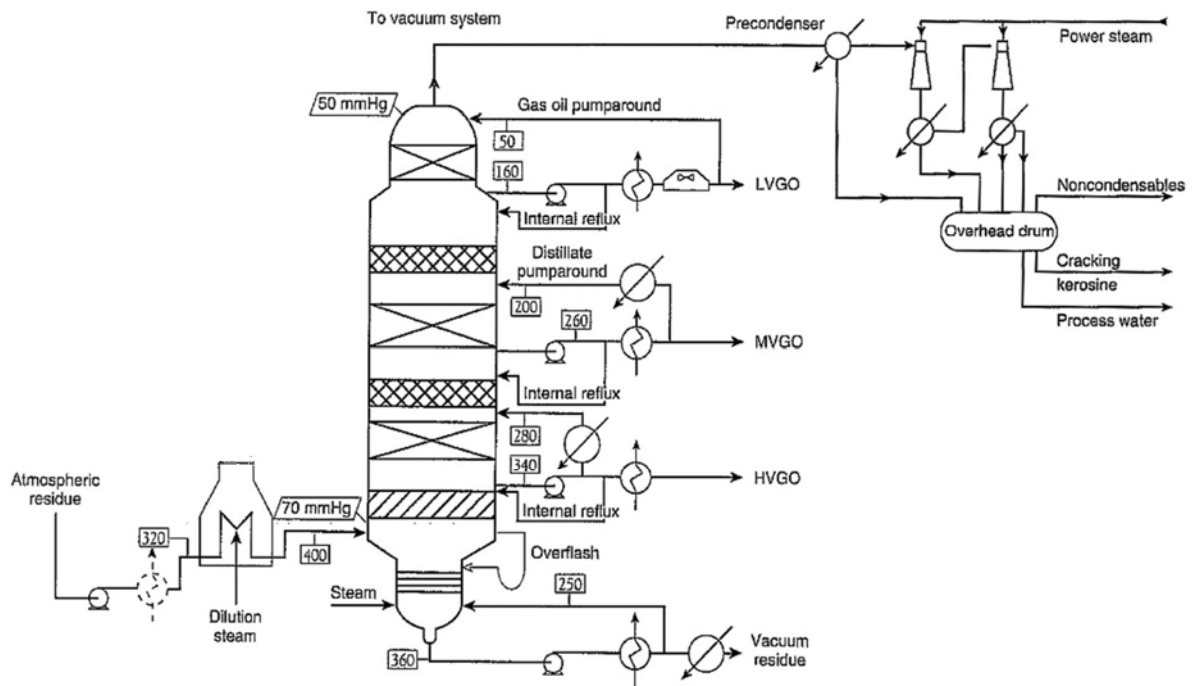 To vacuum system
Precondenser
Power steam
50 mmHg
Gas oil pumparound
50
160
LVGO
Internal reflux
Noncondensables
Overhead drum
Distillate
pumparound
200
Cracking
kerosine
Process water
260
MVGO
Internal reflux
280
340
HVGO
Internal reflux
Atmospheric
residue
70 mmHg
320
400
Overflash
Steam
250
Dilution
steam
360
Vacuum
residue